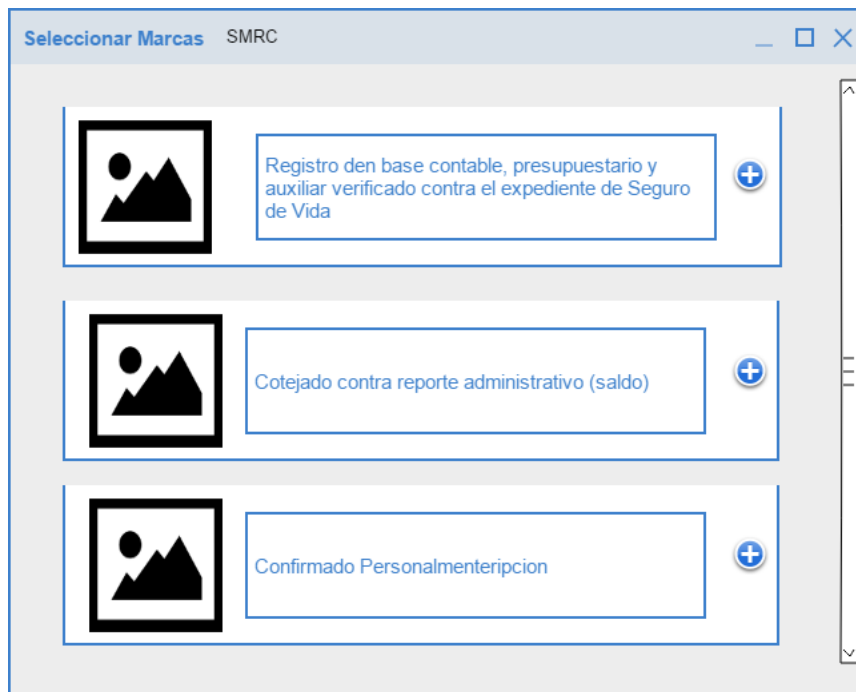 Seleccionar Marcas SMRC
Registro den base contable, presupuestario y
auxiliar verificado contra el expediente de Seguro
de Vida
Cotejado contra reporte administrativo (saldo)
Confirmado Personalmenteripcion